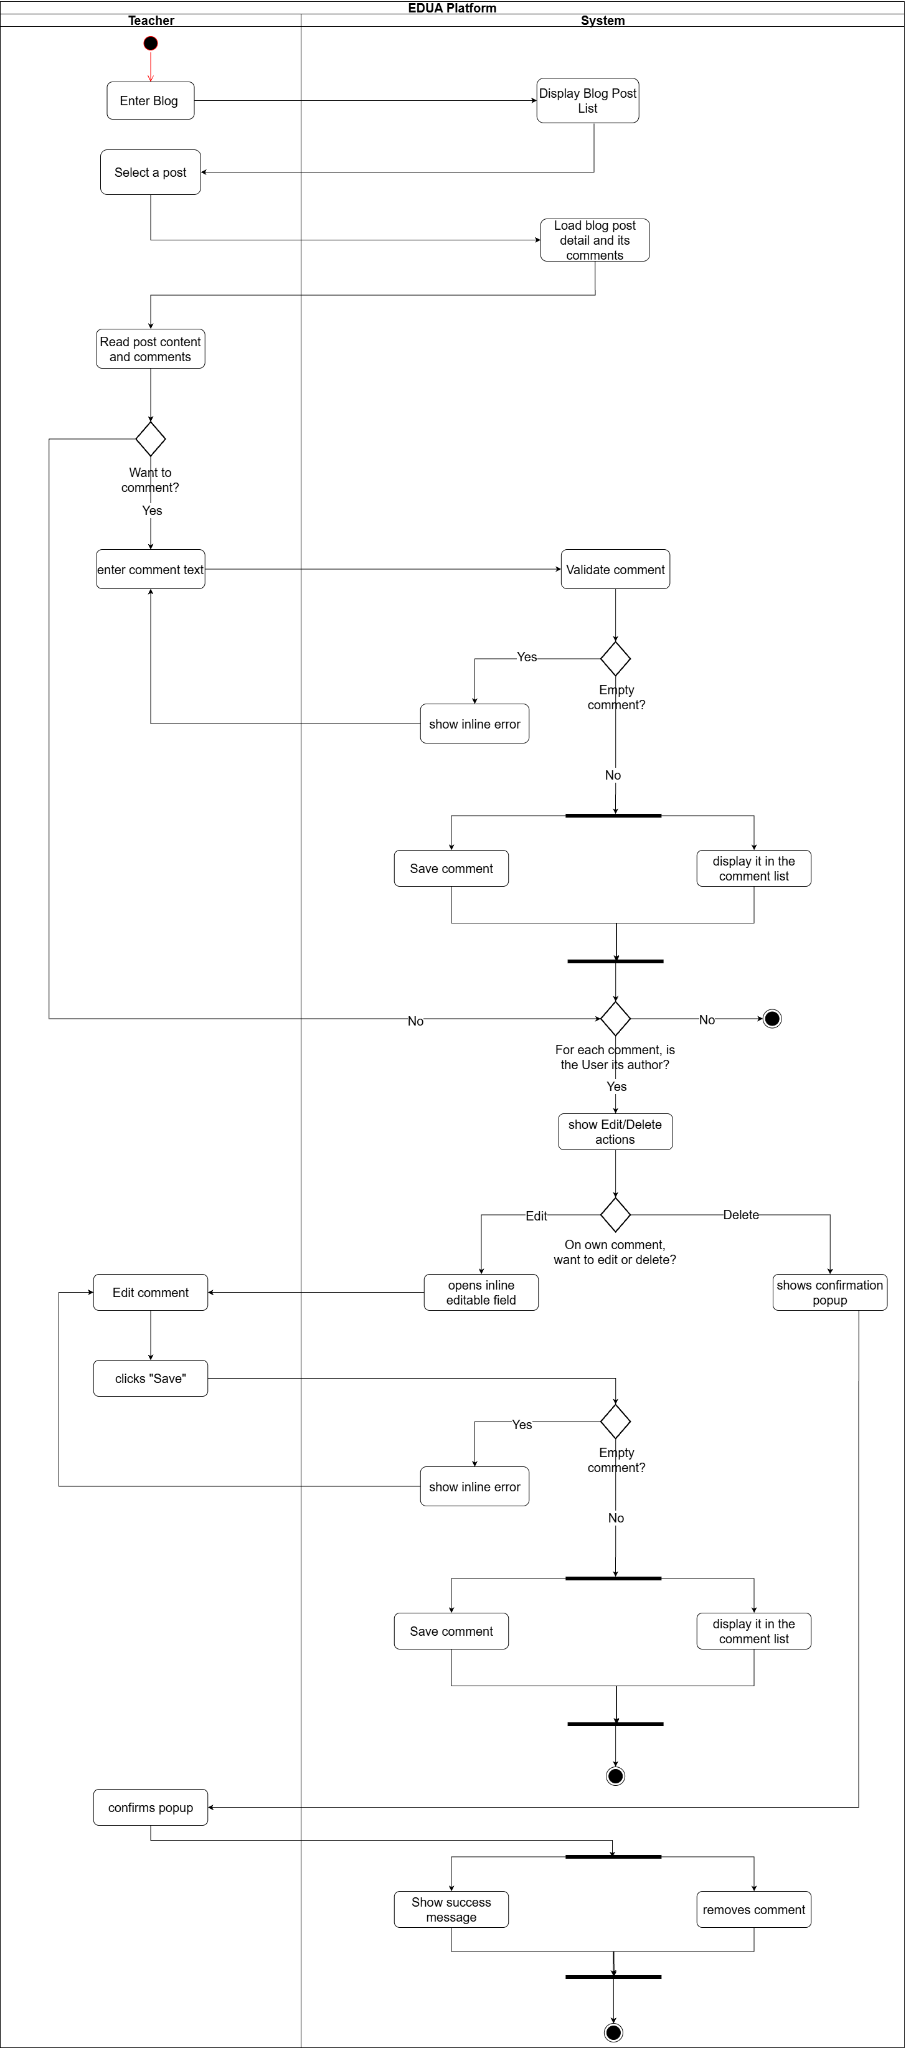 EDUA Platform
Teacher
System
Enter Blog
Display Blog Post
List
Select a post
Load blog post
detail and its
comments
Read post content
and comments
Want to
comment?
Yes
enter comment text
Validate comment
Yes
Empty
comment?
show inline error
No
Save comment
display it in the
comment list
No
No
For each comment, is
the User its author?
Yes
show Edit/Delete
actions
Edit
Delete
On own comment,
want to edit or delete?
Edit comment
opens inline
editable field
shows confirmation
popup
clicks "Save"
Yes
Empty
comment?
show inline error
No
Save comment
display it in the
comment list
confirms popup
Show success
message
removes comment